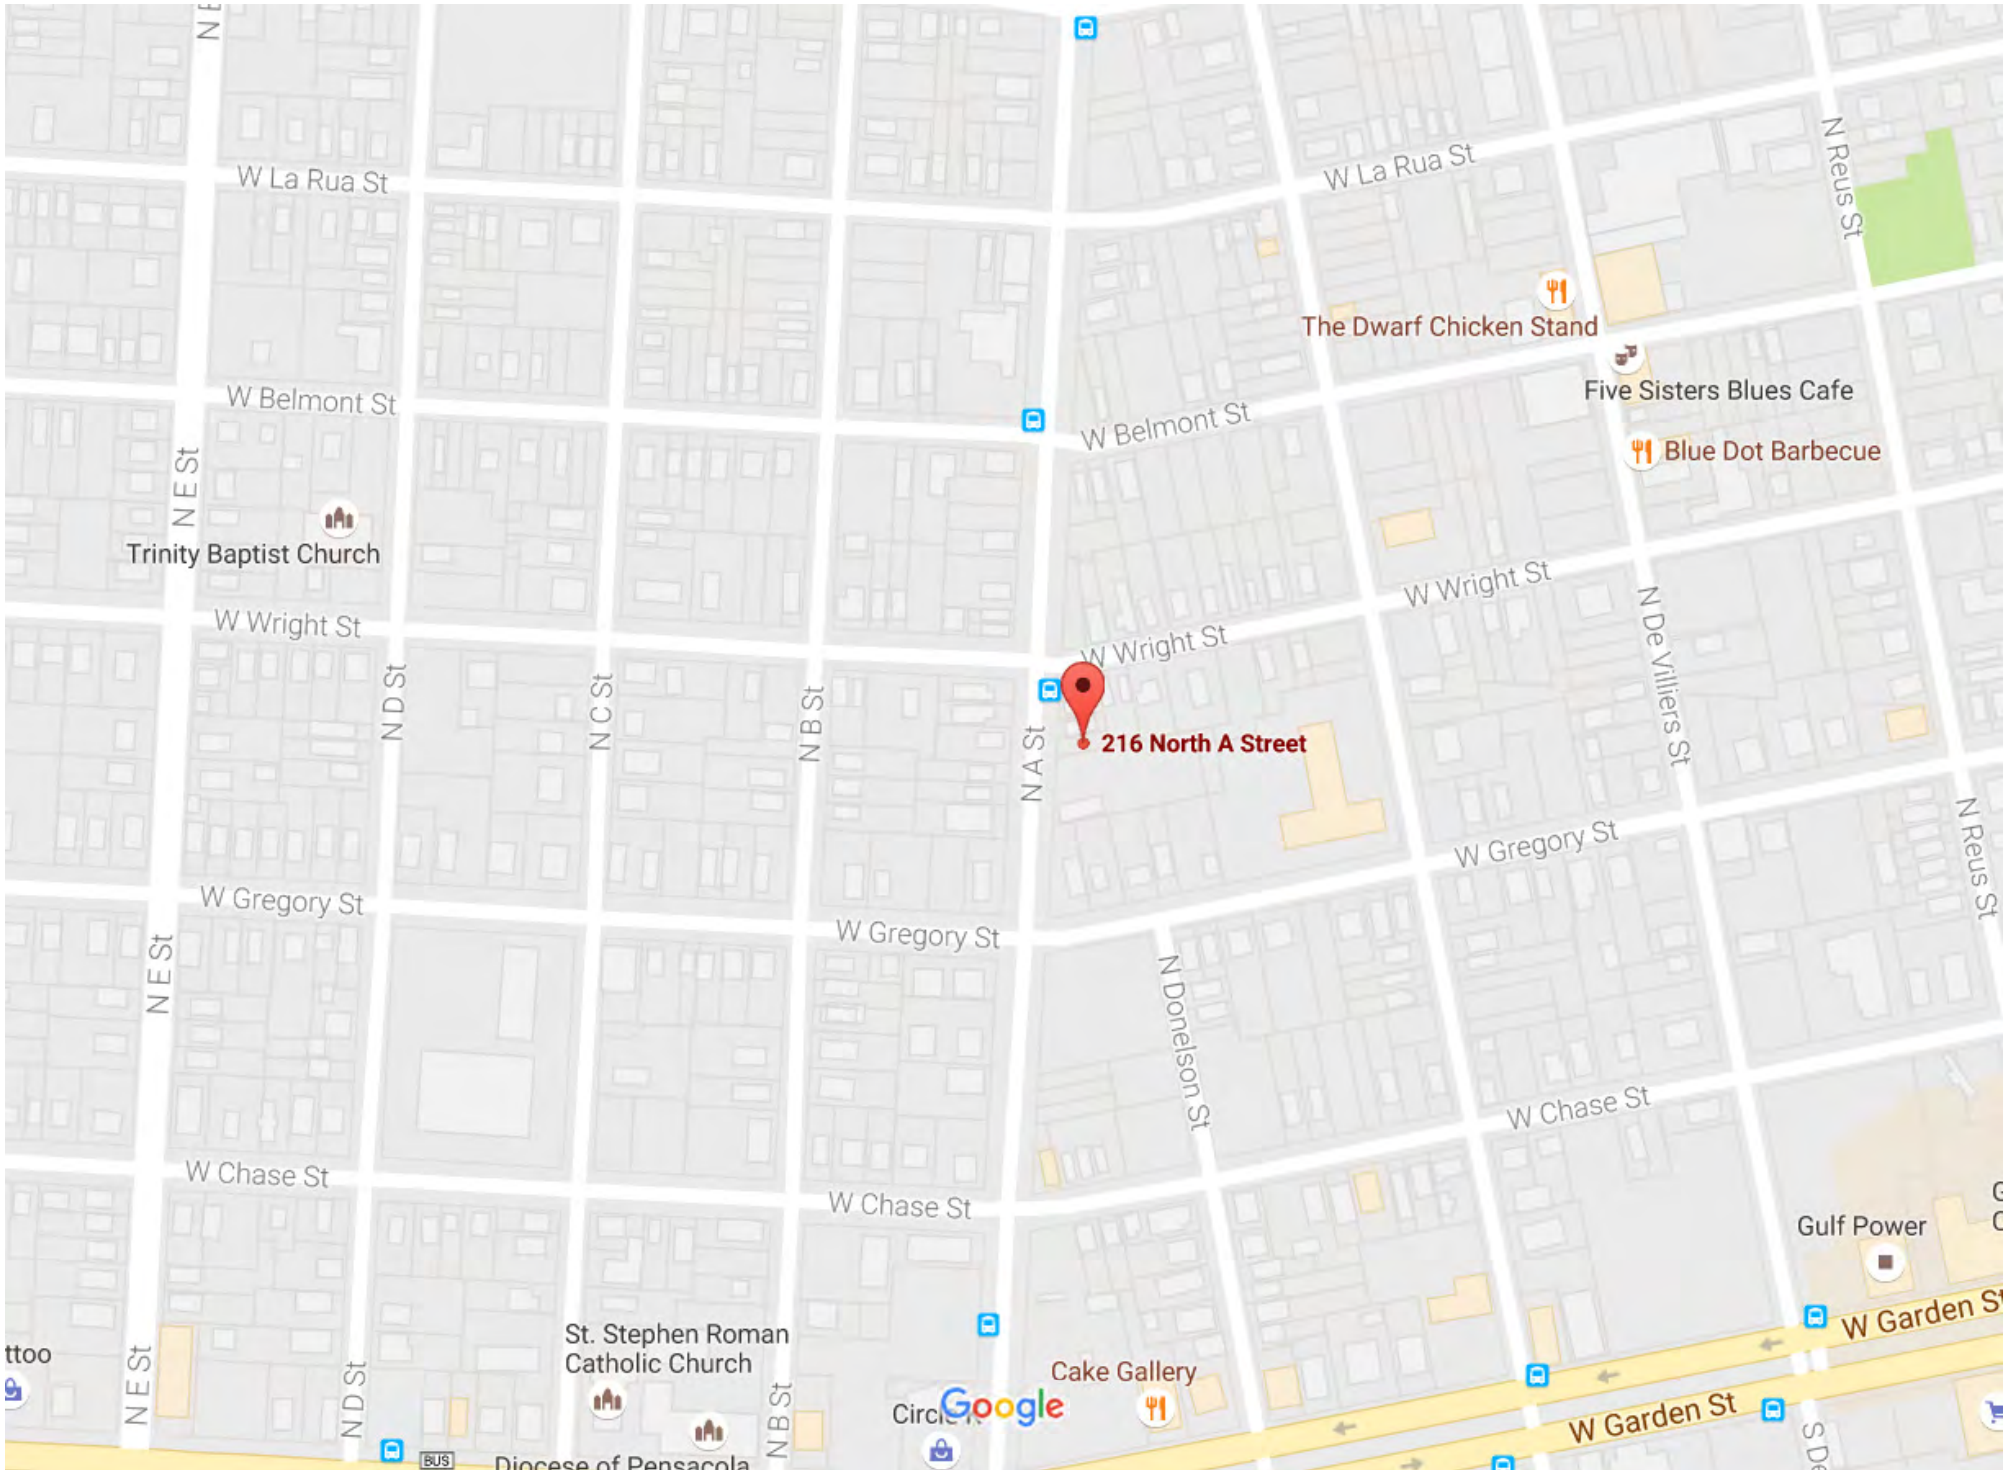 N E
W La Rua St
W La Rua St
N Reus St
The Dwarf Chicken Stand
Five Sisters Blues Cafe
W Belmont St
W Belmont St
Blue Dot Barbecue
N E St
Trinity Baptist Church
W Wright St
W Wright St
W Wright St
N De Villiers St
N D St
N C St
N B St
N A St
216 North A Street
N Reus St
W Gregory St
W Gregory St
W Gregory St
N E St
N Donelson St
W Chase St
W Chase St
W Chase St
Gulf Power
W Garden St
St. Stephen Roman
Catholic Church
ttoo
N E St
N D St
N B St
Cake Gallery
Circle K
Google
W Garden St
S De
BUS
Diocese of Pensacola